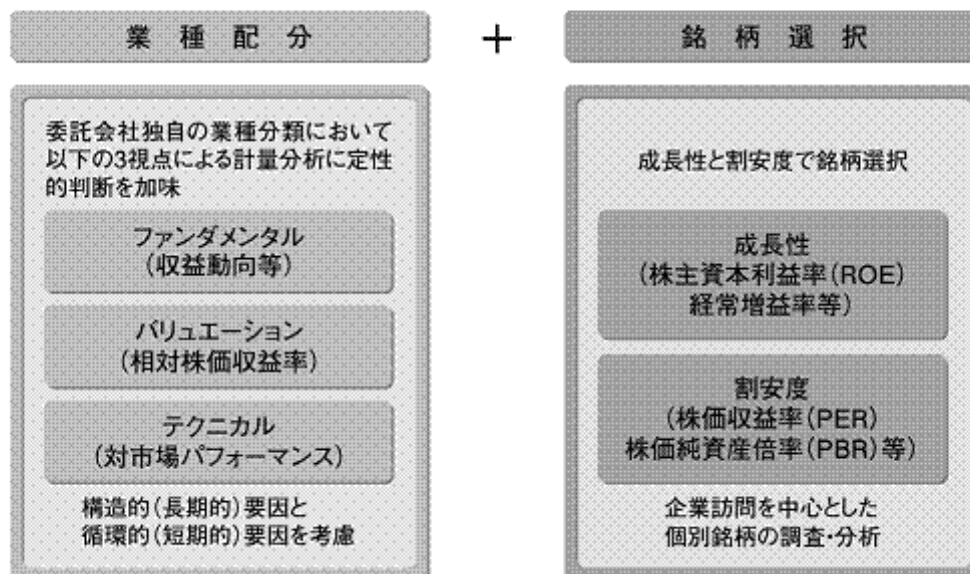 業種配分
+
銘柄選択
委託会社独自の業種分類において
以下の3視点による計量分析に定性
的判断を加味
ファンダメンタル
(収益動向等)
バリュエーション
(相対株価収益率)
テクニカル
(対市場パフォーマンス)
構造的(長期的)要因と
循環的(短期的)要因を考慮
成長性と割安度で銘柄選択
成長性
(株主資本利益率(ROE)
経常増益率等)
割安度
(株価収益率(PER)
株価純資産倍率(PBR)等)
企業訪問を中心とした
個別銘柄の調査・分析